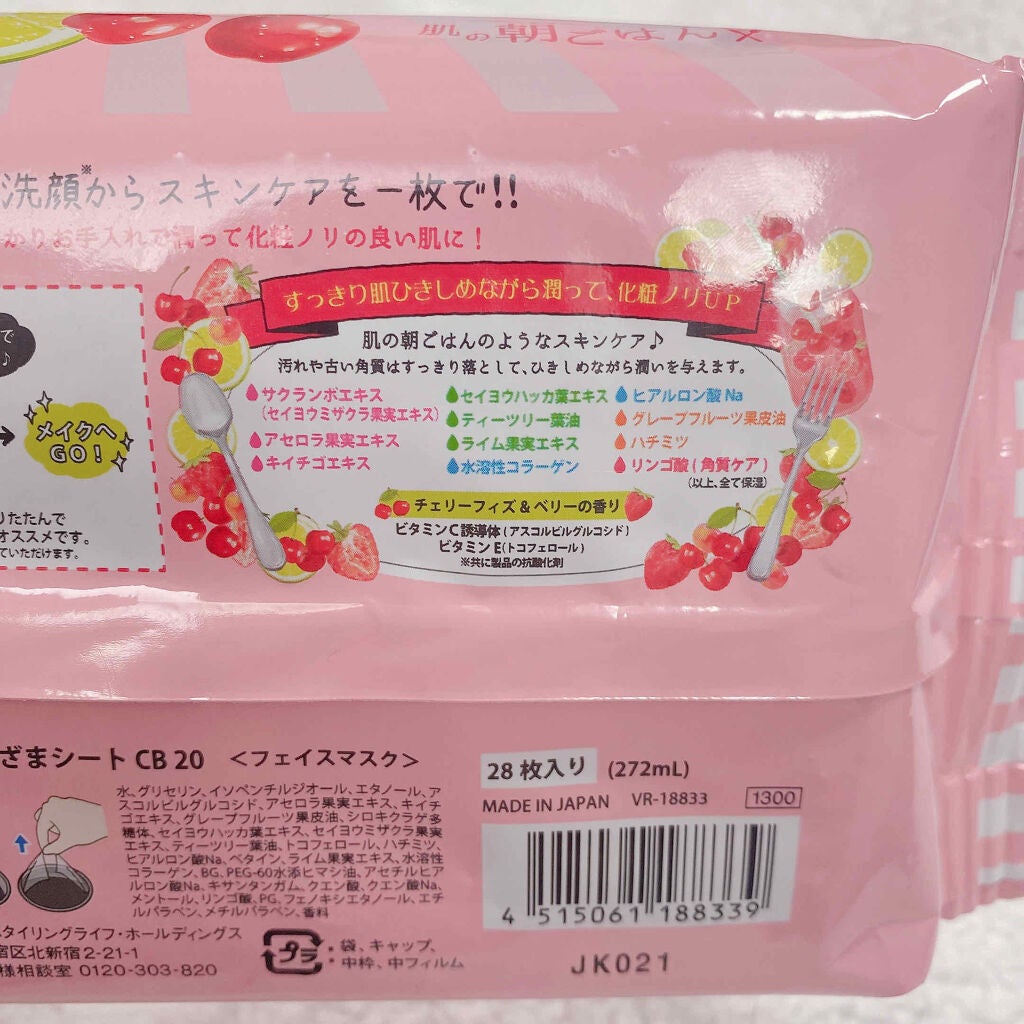 肌の朝ごはん
洗顔※からスキンケアを一枚で!!
かりお手入れで潤って化粧ノリの良い肌に！
すっきり肌ひきしめながら潤って、化粧ノリUP
肌の朝ごはんのようなスキンケア♪
汚れや古い角質はすっきり落として、ひきしめながら潤いを与えます。
サクランボエキス
(セイヨウミザクラ果実エキス)
アセロラ果実エキス
キイチゴエキス
セイヨウハッカ葉エキス
ティーツリー葉油
ライム果実エキス
水溶性コラーゲン
ヒアルロン酸Na
グレープフルーツ果皮油
ハチミツ
リンゴ酸(角質ケア)
(以上、全て保湿)
チェリーフィズ&ベリーの香り
ビタミンC誘導体(アスコルビルグルコシド)
ビタミンE(トコフェロール)
※共に製品の抗酸化剤
で
♪
メイクへ
GO!
りたたんで
オススメです。
ていただけます。
ざまシート CB 20 <フェイスマスク>
水、グリセリン、イソペンチルジオール、エタノール、ア
スコルビルグルコシド、アセロラ果実エキス、キイチ
ゴエキス、グレープフルーツ果皮油、シロキクラゲ多
糖体、セイヨウハッカ葉エキス、セイヨウミザクラ果実
エキス、ティーツリー葉油、トコフェロール、ハチミツ、
ヒアルロン酸Na、ベタイン、ライム果実エキス、水溶性
コラーゲン、BG、PEG-60水添ヒマシ油、アセチルヒア
ルロン酸Na、キサンタンガム、クエン酸、クエン酸Na、
メントール、リンゴ酸、PG、フェノキシエタノール、エチ
ルパラベン、メチルパラベン、香料
スタイリングライフ・ホールディングス
宿区北新宿2-21-1
様相談室 0120-303-820
28枚入り (272mL)
MADE IN JAPAN VR-18833 1300
4 515061 188339
プラ
: 袋、キャップ、
中枠、中フィルム
JK021